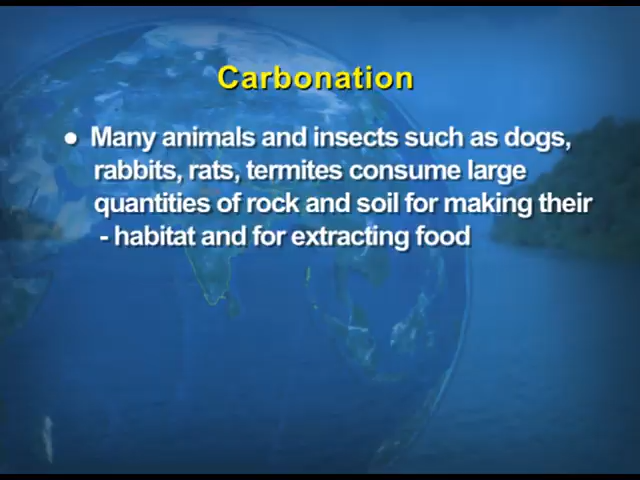 Carbonation
● Many animals and insects such as dogs,
rabbits, rats, termites consume large
quantities of rock and soil for making their
- habitat and for extracting food